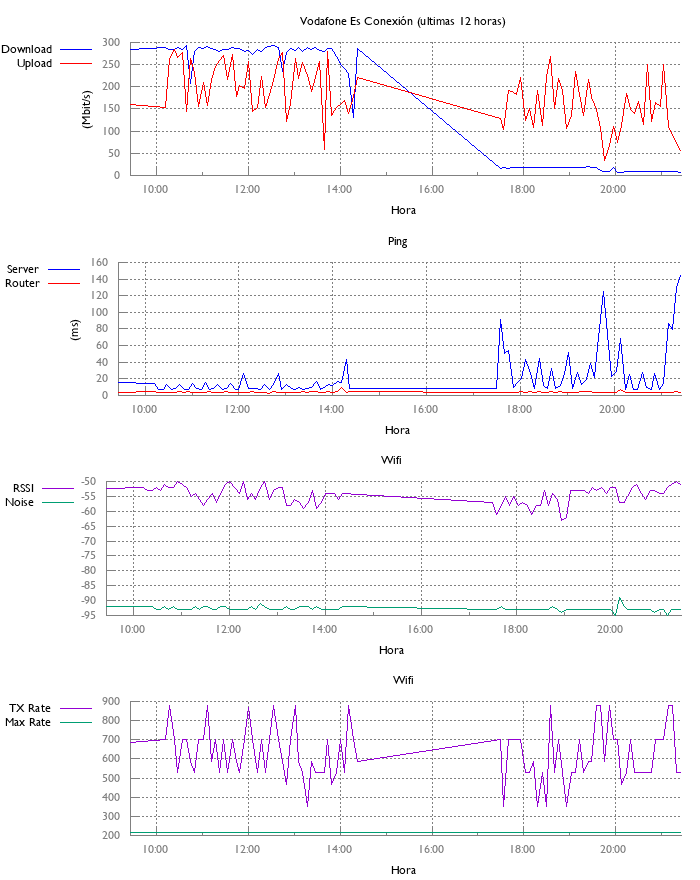 Vodafone Es Conexión (ultimas 12 horas)
Download
Upload
(Mbit/s)
300
250
200
150
100
50
0
10:00 12:00 14:00 16:00 18:00 20:00
Hora
Ping
Server
Router
(ms)
160
140
120
100
80
60
40
20
0
10:00 12:00 14:00 16:00 18:00 20:00
Hora
Wifi
RSSI
Noise
-50
-55
-60
-65
-70
-75
-80
-85
-90
-95
10:00 12:00 14:00 16:00 18:00 20:00
Hora
Wifi
TX Rate
Max Rate
900
800
700
600
500
400
300
200
10:00 12:00 14:00 16:00 18:00 20:00
Hora